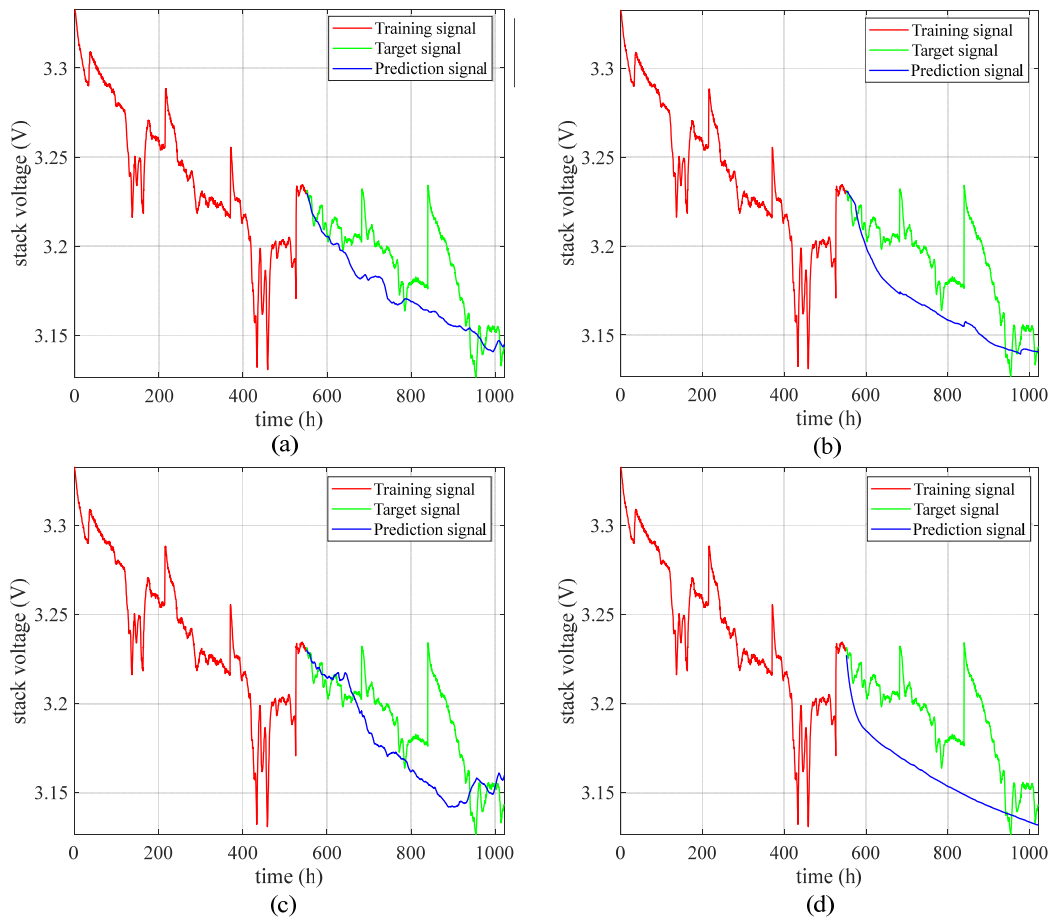 Training signal
Target signal
Prediction signal
3.3
3.25
3.2
3.15
stack voltage (V)
0
200
400
600
800
1000
time (h)
(a)
Training signal
Target signal
Prediction signal
3.3
3.25
3.2
3.15
stack voltage (V)
0
200
400
600
800
1000
time (h)
(b)
Training signal
Target signal
Prediction signal
3.3
3.25
3.2
3.15
stack voltage (V)
0
200
400
600
800
1000
time (h)
(c)
Training signal
Target signal
Prediction signal
3.3
3.25
3.2
3.15
stack voltage (V)
0
200
400
600
800
1000
time (h)
(d)